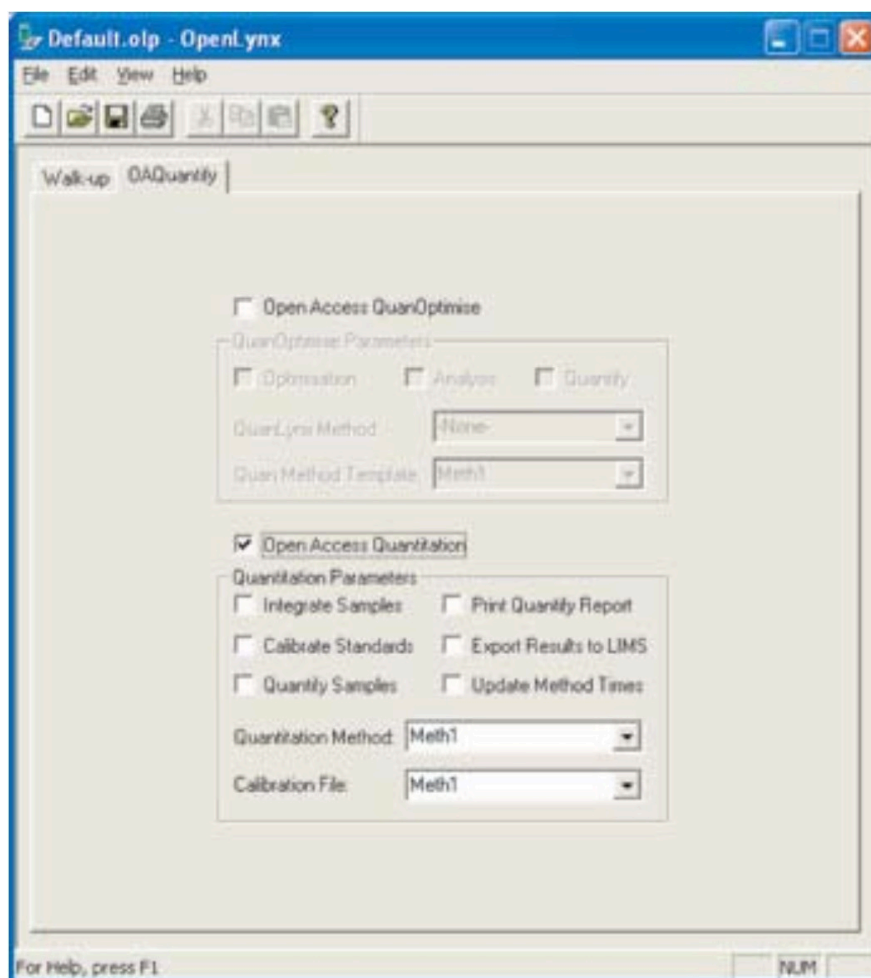 Default.olp - OpenLynx
File Edit View Help
Walk-up OAQuantify
Open Access QuanOptimise
QuanOptimise Parameters
Optimisation Analysis Quantify
QuanLynx Method -None-
Quan Method Template Meth1
Open Access Quantitation
Quantitation Parameters
Integrate Samples Print Quantify Report
Calibrate Standards Export Results to LIMS
Quantify Samples Update Method Times
Quantitation Method: Meth1
Calibration File: Meth1
For Help, press F1 NUM